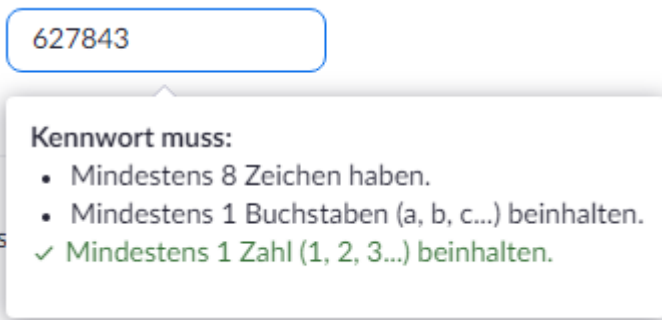 627843
Kennwort muss:
• Mindestens 8 Zeichen haben.
• Mindestens 1 Buchstaben (a, b, c...) beinhalten.
✓ Mindestens 1 Zahl (1, 2, 3...) beinhalten.